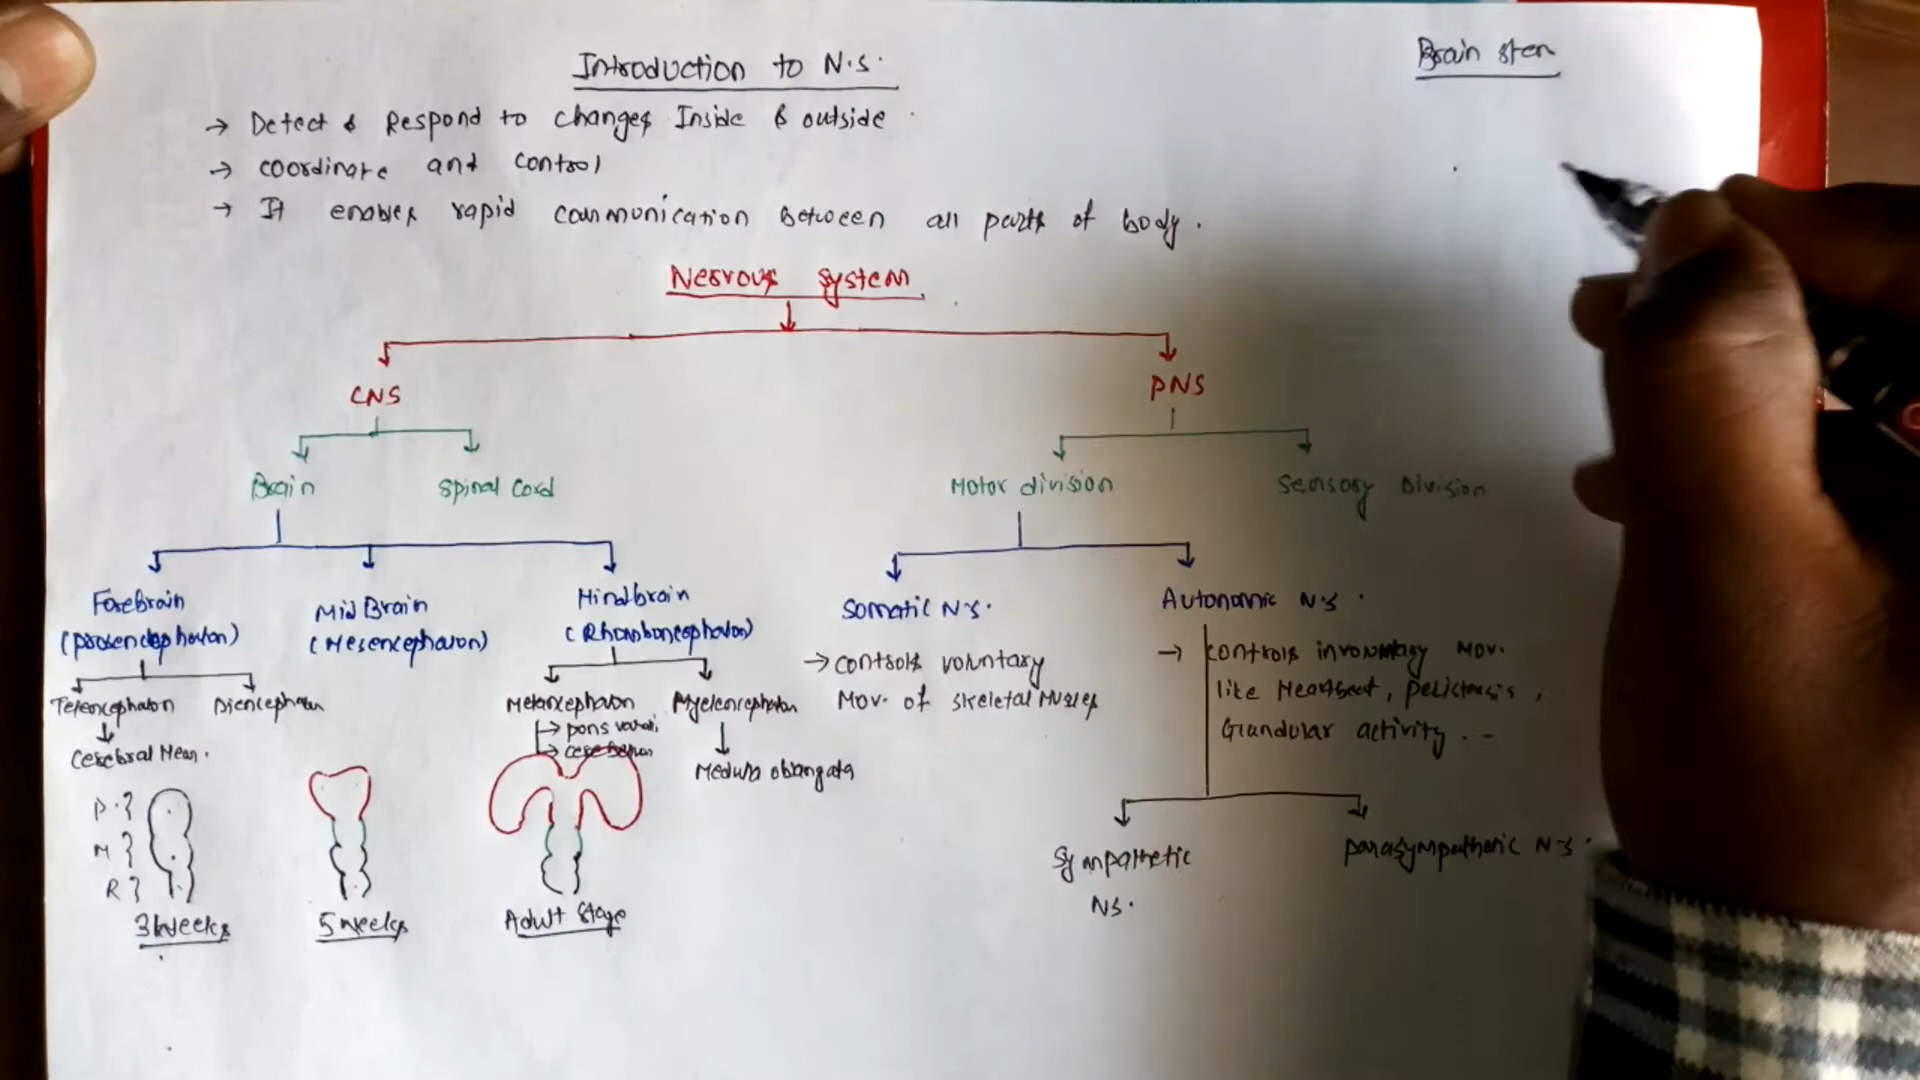 Introduction to N.S.
Brain stem
→ Detect & Respond to changes Inside & outside.
→ coordinate and control
→ It enables rapid communication Between all parts of body.
Nervous system
CNS
PNS
Brain
Spinal cord
Motor division
Sensory Division
ForeBrain
(prosencephalon)
Mid Brain
(Mesencephalon)
Hindbrain
(Rhombencephalon)
Somatic N.S.
Autonomic N.S.
→ controls voluntary
Mov. of skeletal Muscles
→ controls involuntary Mov.
like Heartbeat, pelictarsis,
Glandular activity . --
Telencephalon
Diencephalon
Cerebral Hem.
Metencephalon
→ pons varoli
→ cerebellum
Myelencephalon
Medulla oblongata
P. }
M }
R }
3 Weeks
5 Weeks
Adult Stage
Sympathetic
NS.
parasympathetic N.S.